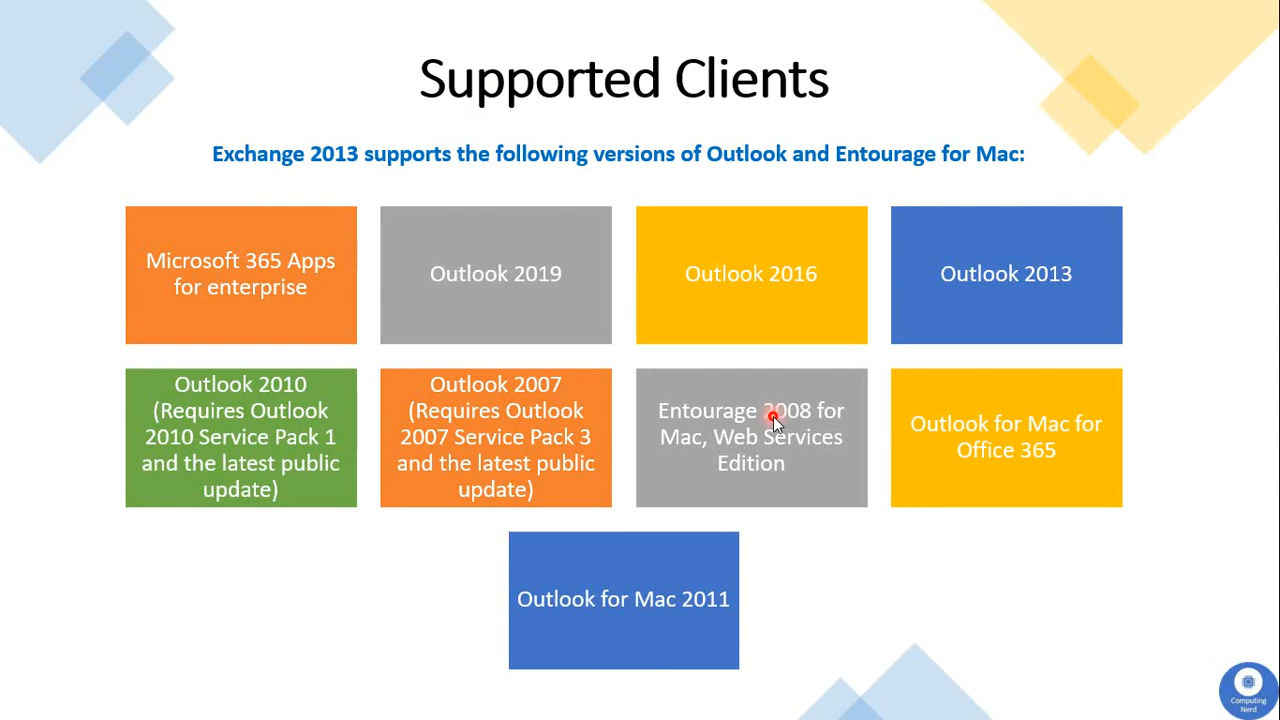 Supported Clients
Exchange 2013 supports the following versions of Outlook and Entourage for Mac:
Microsoft 365 Apps
for enterprise
Outlook 2019
Outlook 2016
Outlook 2013
Outlook 2010
(Requires Outlook
2010 Service Pack 1
and the latest public
update)
Outlook 2007
(Requires Outlook
2007 Service Pack 3
and the latest public
update)
Entourage 2008 for
Mac, Web Services
Edition
Outlook for Mac for
Office 365
Outlook for Mac 2011
Computing
Nerd